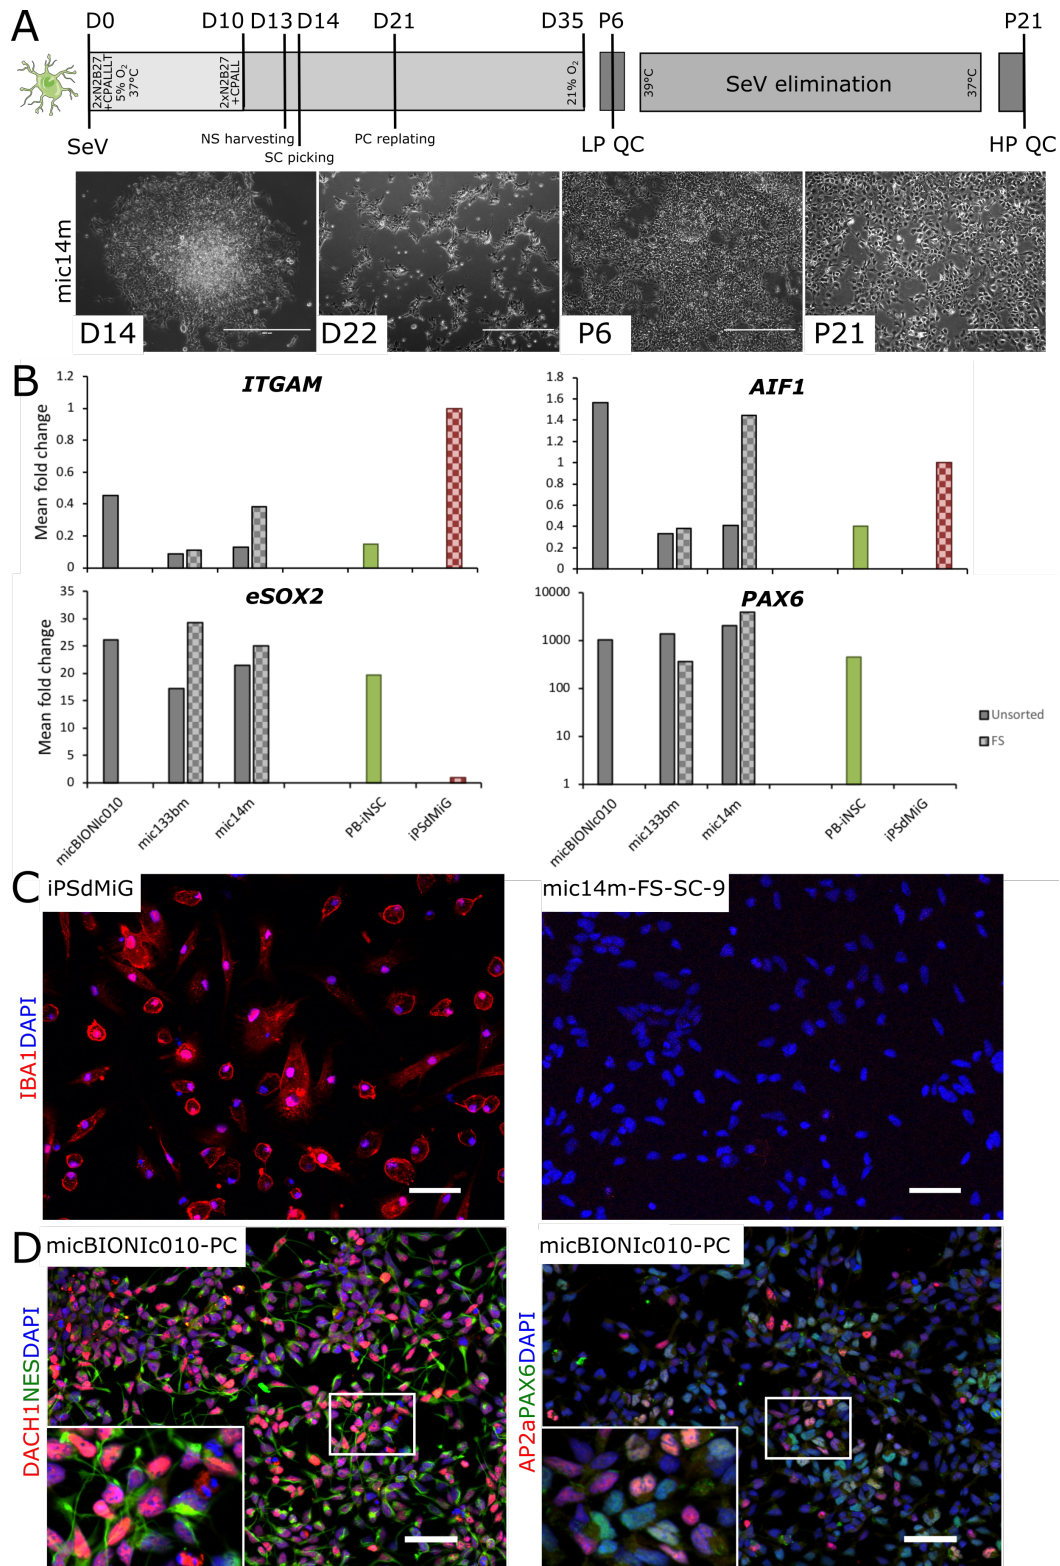 A
D0 D10 D13 D14 D21 D35 P6 P21
2xN2B27
+CPALLT
5% O2
37°C
2xN2B27
+CPALL
21% O2
39°C
SeV elimination
37°C
SeV
NS harvesting
SC picking
PC replating
LP QC
HP QC
mic14m
D14
D22
P6
P21
B
ITGAM
Mean fold change
1.2
1
0.8
0.6
0.4
0.2
0
AIF1
1.8
1.6
1.4
1.2
1
0.8
0.6
0.4
0.2
0
eSOX2
Mean fold change
35
30
25
20
15
10
5
0
micBIONIc010
mic133bm
mic14m
PB-iNSC
iPSdMiG
PAX6
10000
1000
100
10
1
micBIONIc010
mic133bm
mic14m
PB-iNSC
iPSdMiG
Unsorted
FS
C
iPSdMiG
mic14m-FS-SC-9
IBA1DAPI
D
micBIONIc010-PC
micBIONIc010-PC
DACH1NESDAPI
AP2aPAX6DAPI